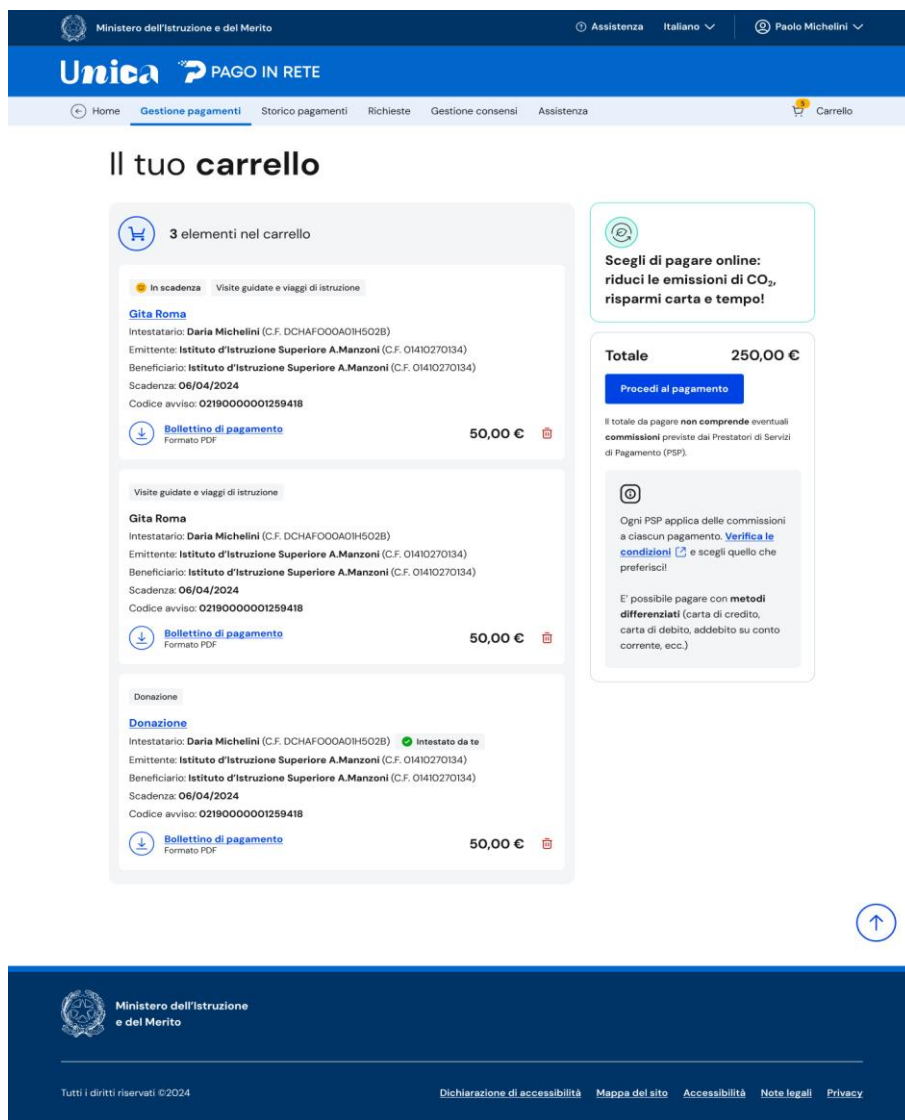 Ministero dell'Istruzione e del Merito
Assistenza Italiano Paolo Michelini
Unica PAGO IN RETE
Home Gestione pagamenti Storico pagamenti Richieste Gestione consensi Assistenza 5 Carrello
Il tuo carrello
3 elementi nel carrello
In scadenza Visite guidate e viaggi di istruzione
Gita Roma
Intestatario: Daria Michelini (C.F. DCHAFOOOA01H502B)
Emittente: Istituto d'Istruzione Superiore A.Manzoni (C.F. 01410270134)
Beneficiario: Istituto d'Istruzione Superiore A.Manzoni (C.F. 01410270134)
Scadenza: 06/04/2024
Codice avviso: 02190000001259418
Bollettino di pagamento
Formato PDF
50,00 €
Visite guidate e viaggi di istruzione
Gita Roma
Intestatario: Daria Michelini (C.F. DCHAFOOOA01H502B)
Emittente: Istituto d'Istruzione Superiore A.Manzoni (C.F. 01410270134)
Beneficiario: Istituto d'Istruzione Superiore A.Manzoni (C.F. 01410270134)
Scadenza: 06/04/2024
Codice avviso: 02190000001259418
Bollettino di pagamento
Formato PDF
50,00 €
Donazione
Donazione
Intestatario: Daria Michelini (C.F. DCHAFOOOA01H502B) Intestato da te
Emittente: Istituto d'Istruzione Superiore A.Manzoni (C.F. 01410270134)
Beneficiario: Istituto d'Istruzione Superiore A.Manzoni (C.F. 01410270134)
Scadenza: 06/04/2024
Codice avviso: 02190000001259418
Bollettino di pagamento
Formato PDF
50,00 €
Scegli di pagare online:
riduci le emissioni di CO₂,
risparmi carta e tempo!
Totale 250,00 €
Procedi al pagamento
Il totale da pagare non comprende eventuali
commissioni previste dai Prestatori di Servizi
di Pagamento (PSP).
Ogni PSP applica delle commissioni
a ciascun pagamento. Verifica le
condizioni e scegli quello che
preferisci!
E' possibile pagare con metodi
differenziati (carta di credito,
carta di debito, addebito su conto
corrente, ecc.)
Ministero dell'Istruzione
e del Merito
Tutti i diritti riservati ©2024
Dichiarazione di accessibilità Mappa del sito Accessibilità Note legali Privacy